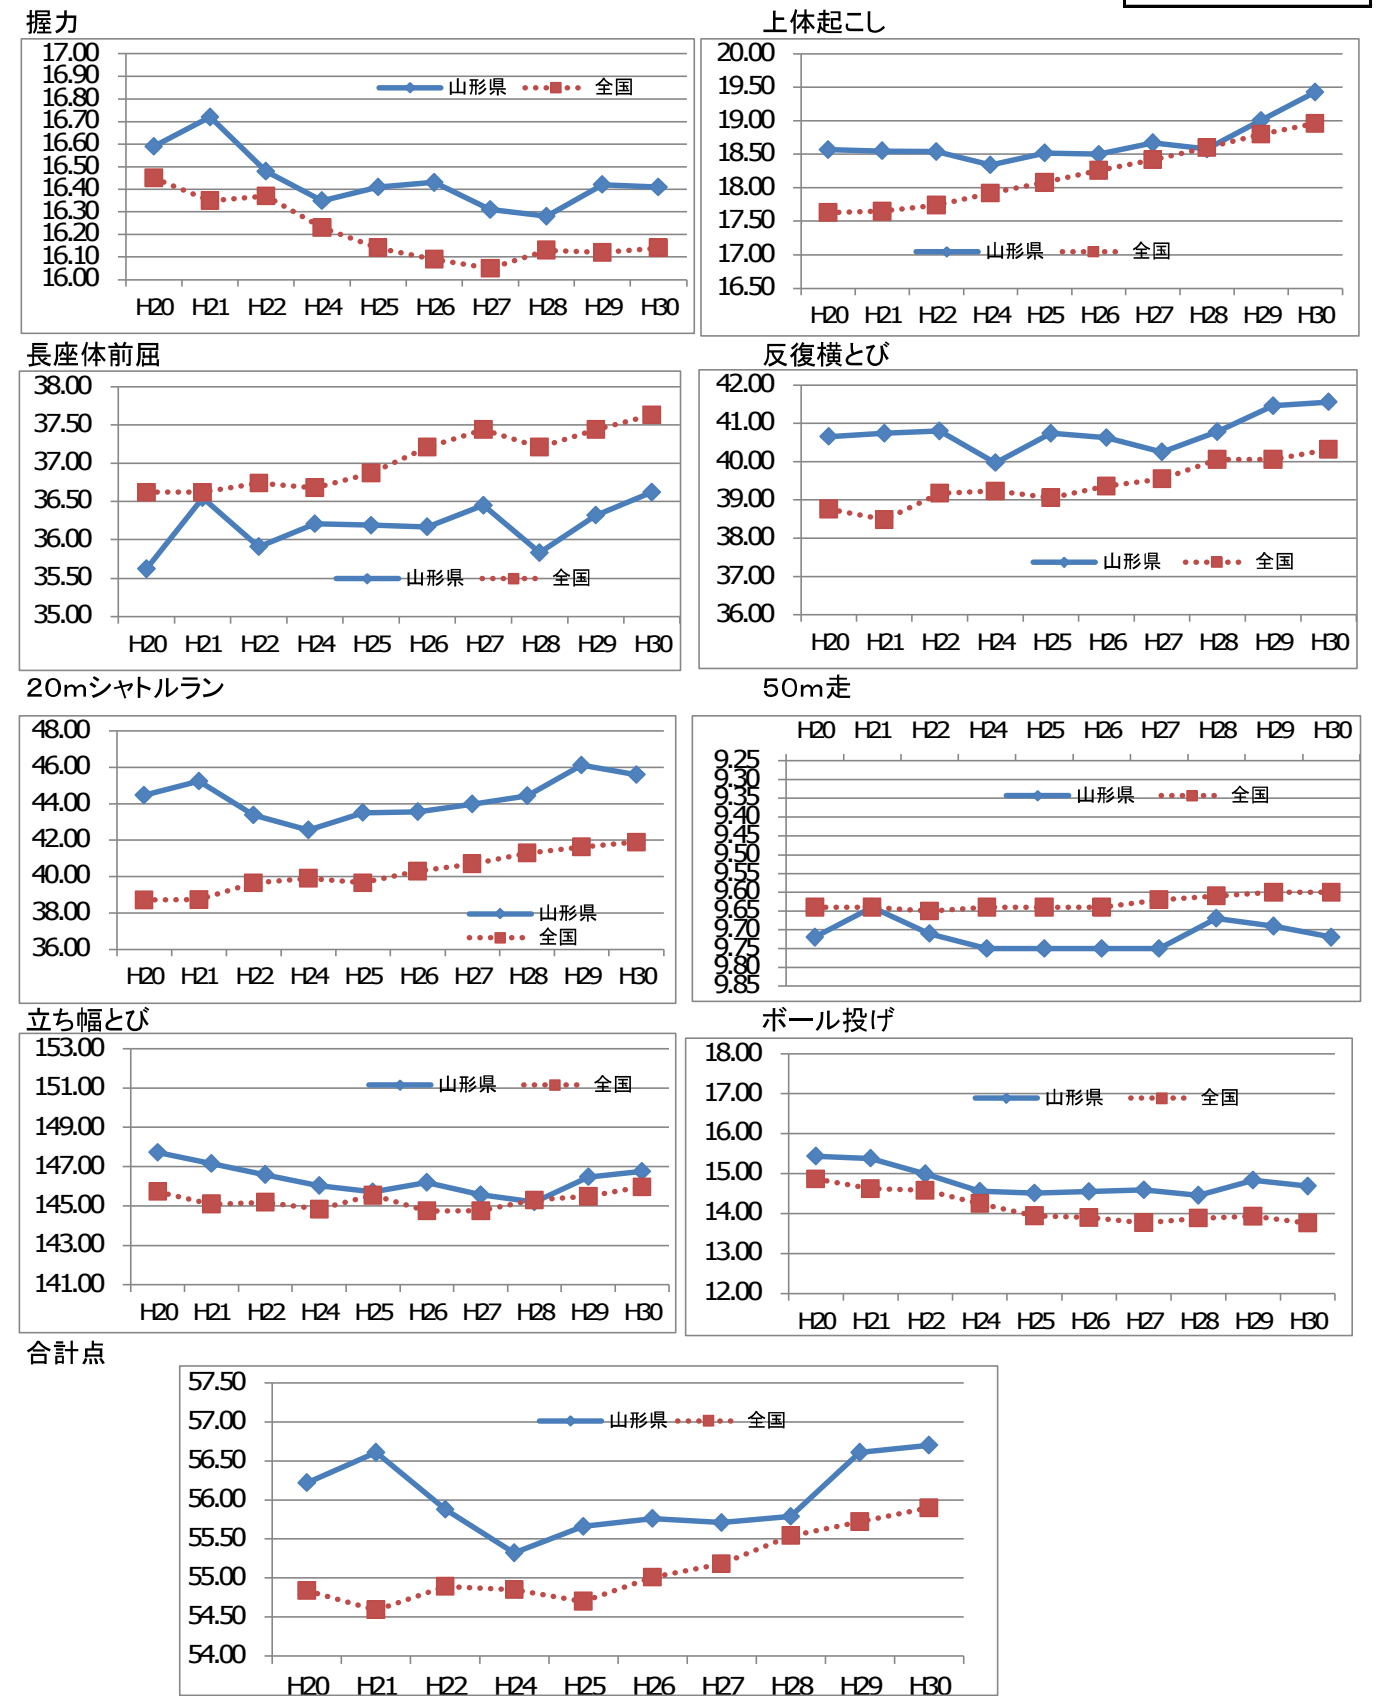 握力
17.00
16.90
16.80
16.70
16.60
16.50
16.40
16.30
16.20
16.10
16.00
山形県 全国
H20 H21 H22 H24 H25 H26 H27 H28 H29 H30
上体起こし
20.00
19.50
19.00
18.50
18.00
17.50
17.00
16.50
山形県 全国
H20 H21 H22 H24 H25 H26 H27 H28 H29 H30
長座体前屈
38.00
37.50
37.00
36.50
36.00
35.50
35.00
山形県 全国
H20 H21 H22 H24 H25 H26 H27 H28 H29 H30
反復横とび
42.00
41.00
40.00
39.00
38.00
37.00
36.00
山形県 全国
H20 H21 H22 H24 H25 H26 H27 H28 H29 H30
20mシャトルラン
48.00
46.00
44.00
42.00
40.00
38.00
36.00
山形県
全国
H20 H21 H22 H24 H25 H26 H27 H28 H29 H30
50m走
H20 H21 H22 H24 H25 H26 H27 H28 H29 H30
9.25
9.30
9.35
9.40
9.45
9.50
9.55
9.60
9.65
9.70
9.75
9.80
9.85
山形県 全国
立ち幅とび
153.00
151.00
149.00
147.00
145.00
143.00
141.00
山形県 全国
H20 H21 H22 H24 H25 H26 H27 H28 H29 H30
ボール投げ
18.00
17.00
16.00
15.00
14.00
13.00
12.00
山形県 全国
H20 H21 H22 H24 H25 H26 H27 H28 H29 H30
合計点
57.50
57.00
56.50
56.00
55.50
55.00
54.50
54.00
山形県 全国
H20 H21 H22 H24 H25 H26 H27 H28 H29 H30